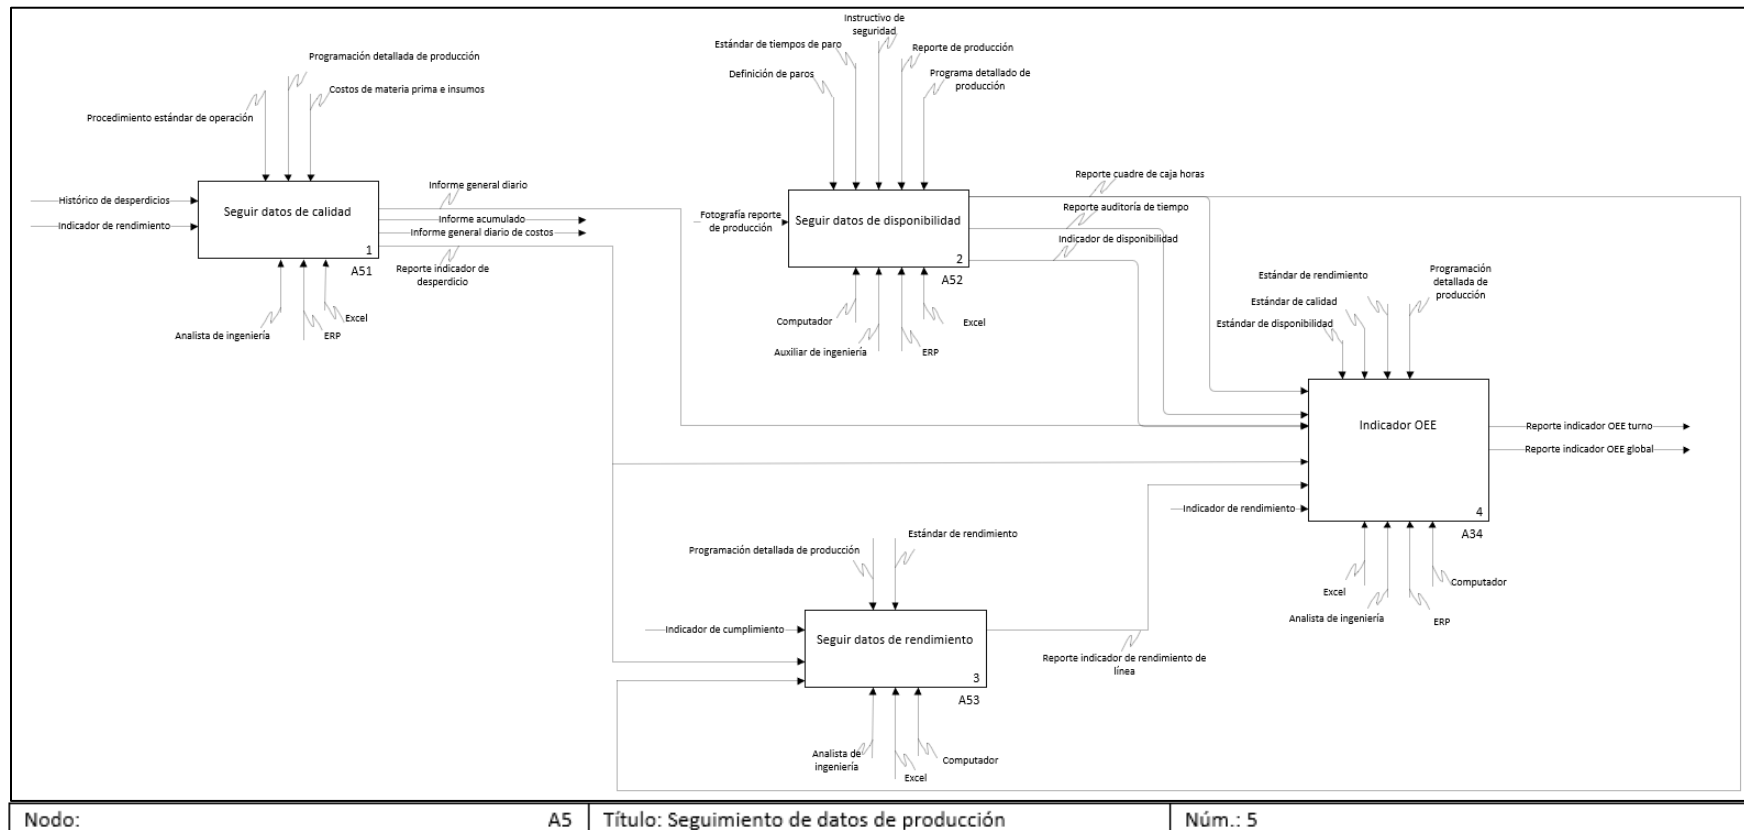 Programación detallada de producción
Costos de materia prima e insumos
Procedimiento estándar de operación
Histórico de desperdicios
Indicador de rendimiento
Seguir datos de calidad
1
A51
Informe general diario
Informe acumulado
Informe general diario de costos
Reporte indicador de
desperdicio
Analista de ingeniería
ERP
Excel
Instructivo de
seguridad
Estándar de tiempos de paro
Reporte de producción
Definición de paros
Programa detallado de
producción
Fotografía reporte
de producción
Seguir datos de disponibilidad
2
A52
Reporte cuadre de caja horas
Reporte auditoría de tiempo
Indicador de disponibilidad
Computador
Auxiliar de ingeniería
ERP
Excel
Programación
detallada de
producción
Estándar de rendimiento
Estándar de calidad
Estándar de disponibilidad
Indicador OEE
4
A34
Indicador de rendimiento
Reporte indicador OEE turno
Reporte indicador OEE global
Excel
Analista de ingeniería
ERP
Computador
Estándar de rendimiento
Programación detallada de producción
Indicador de cumplimiento
Seguir datos de rendimiento
3
A53
Reporte indicador de rendimiento de
línea
Analista de
ingeniería
Excel
Computador
Nodo: A5
Título: Seguimiento de datos de producción
Núm.: 5